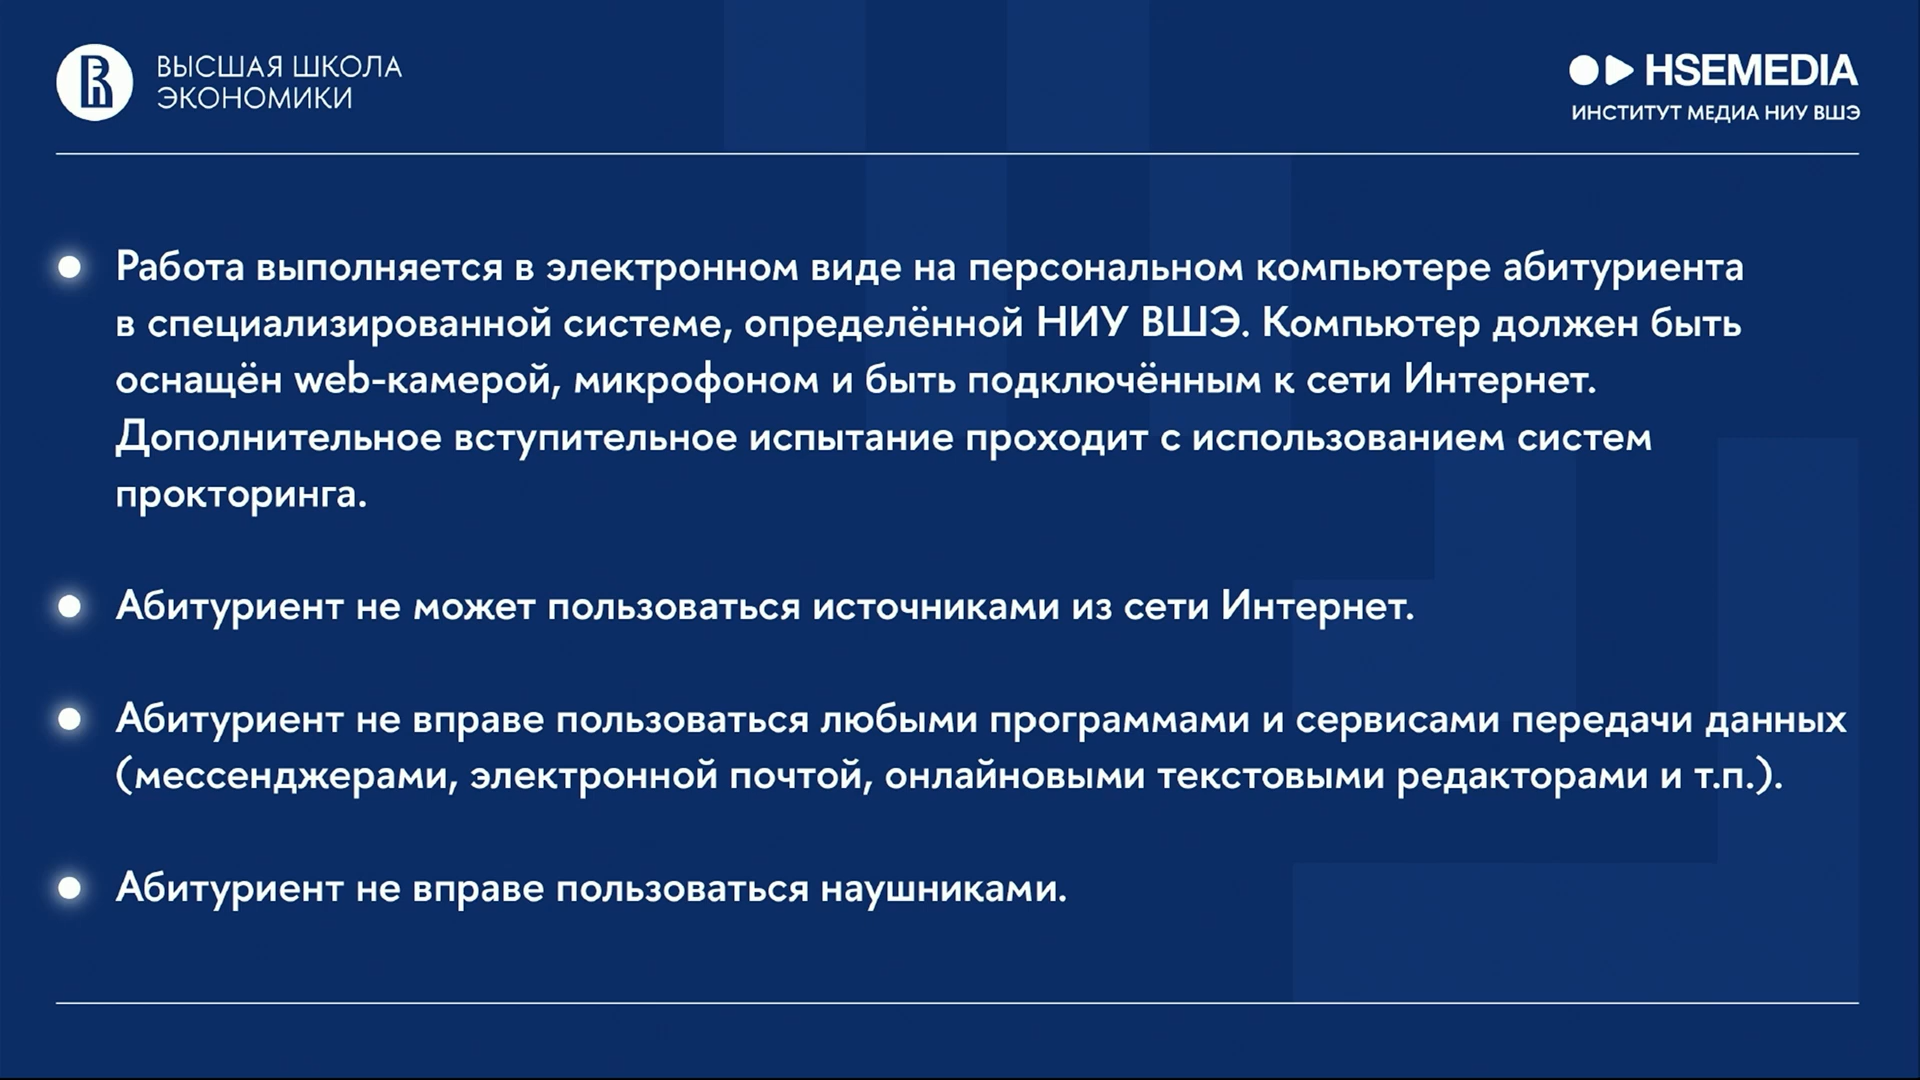 ВЫСШАЯ ШКОЛА
ЭКОНОМИКИ
HSEMEDIA
ИНСТИТУТ МЕДИА НИУ ВШЭ
Работа выполняется в электронном виде на персональном компьютере абитуриента
в специализированной системе, определённой НИУ ВШЭ. Компьютер должен быть
оснащён web-камерой, микрофоном и быть подключённым к сети Интернет.
Дополнительное вступительное испытание проходит с использованием систем
прокторинга.
Абитуриент не может пользоваться источниками из сети Интернет.
Абитуриент не вправе пользоваться любыми программами и сервисами передачи данных
(мессенджерами, электронной почтой, онлайновыми текстовыми редакторами и т.п.).
Абитуриент не вправе пользоваться наушниками.